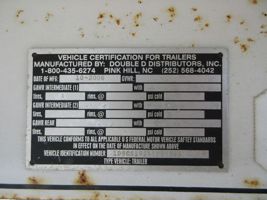 VEHICLE CERTIFICATION FOR TRAILERS
MANUFACTURED BY: DOUBLE D DISTRIBUTORS, INC.
1-800-435-6274 PINK HILL, NC (252) 568-4042
DATE OF MFG: GVWR:
GAWR INTERMEDIATE (1) with
tires, rims, @ psi cold
GAWR INTERMEDIATE (2) with
tires, rims, @ psi cold
GAWR REAR with
tires, rims, @ psi cold
THIS VEHICLE CONFORMS TO ALL APPLICABLE U S FEDERAL MOTOR VEHICLE SAFTEY STANDARDS
IN EFFECT ON THE DATE OF MANUFACTURE SHOWN ABOVE
VEHICLE IDENTIFICATION NUMBER
TYPE VEHICLE: TRAILER